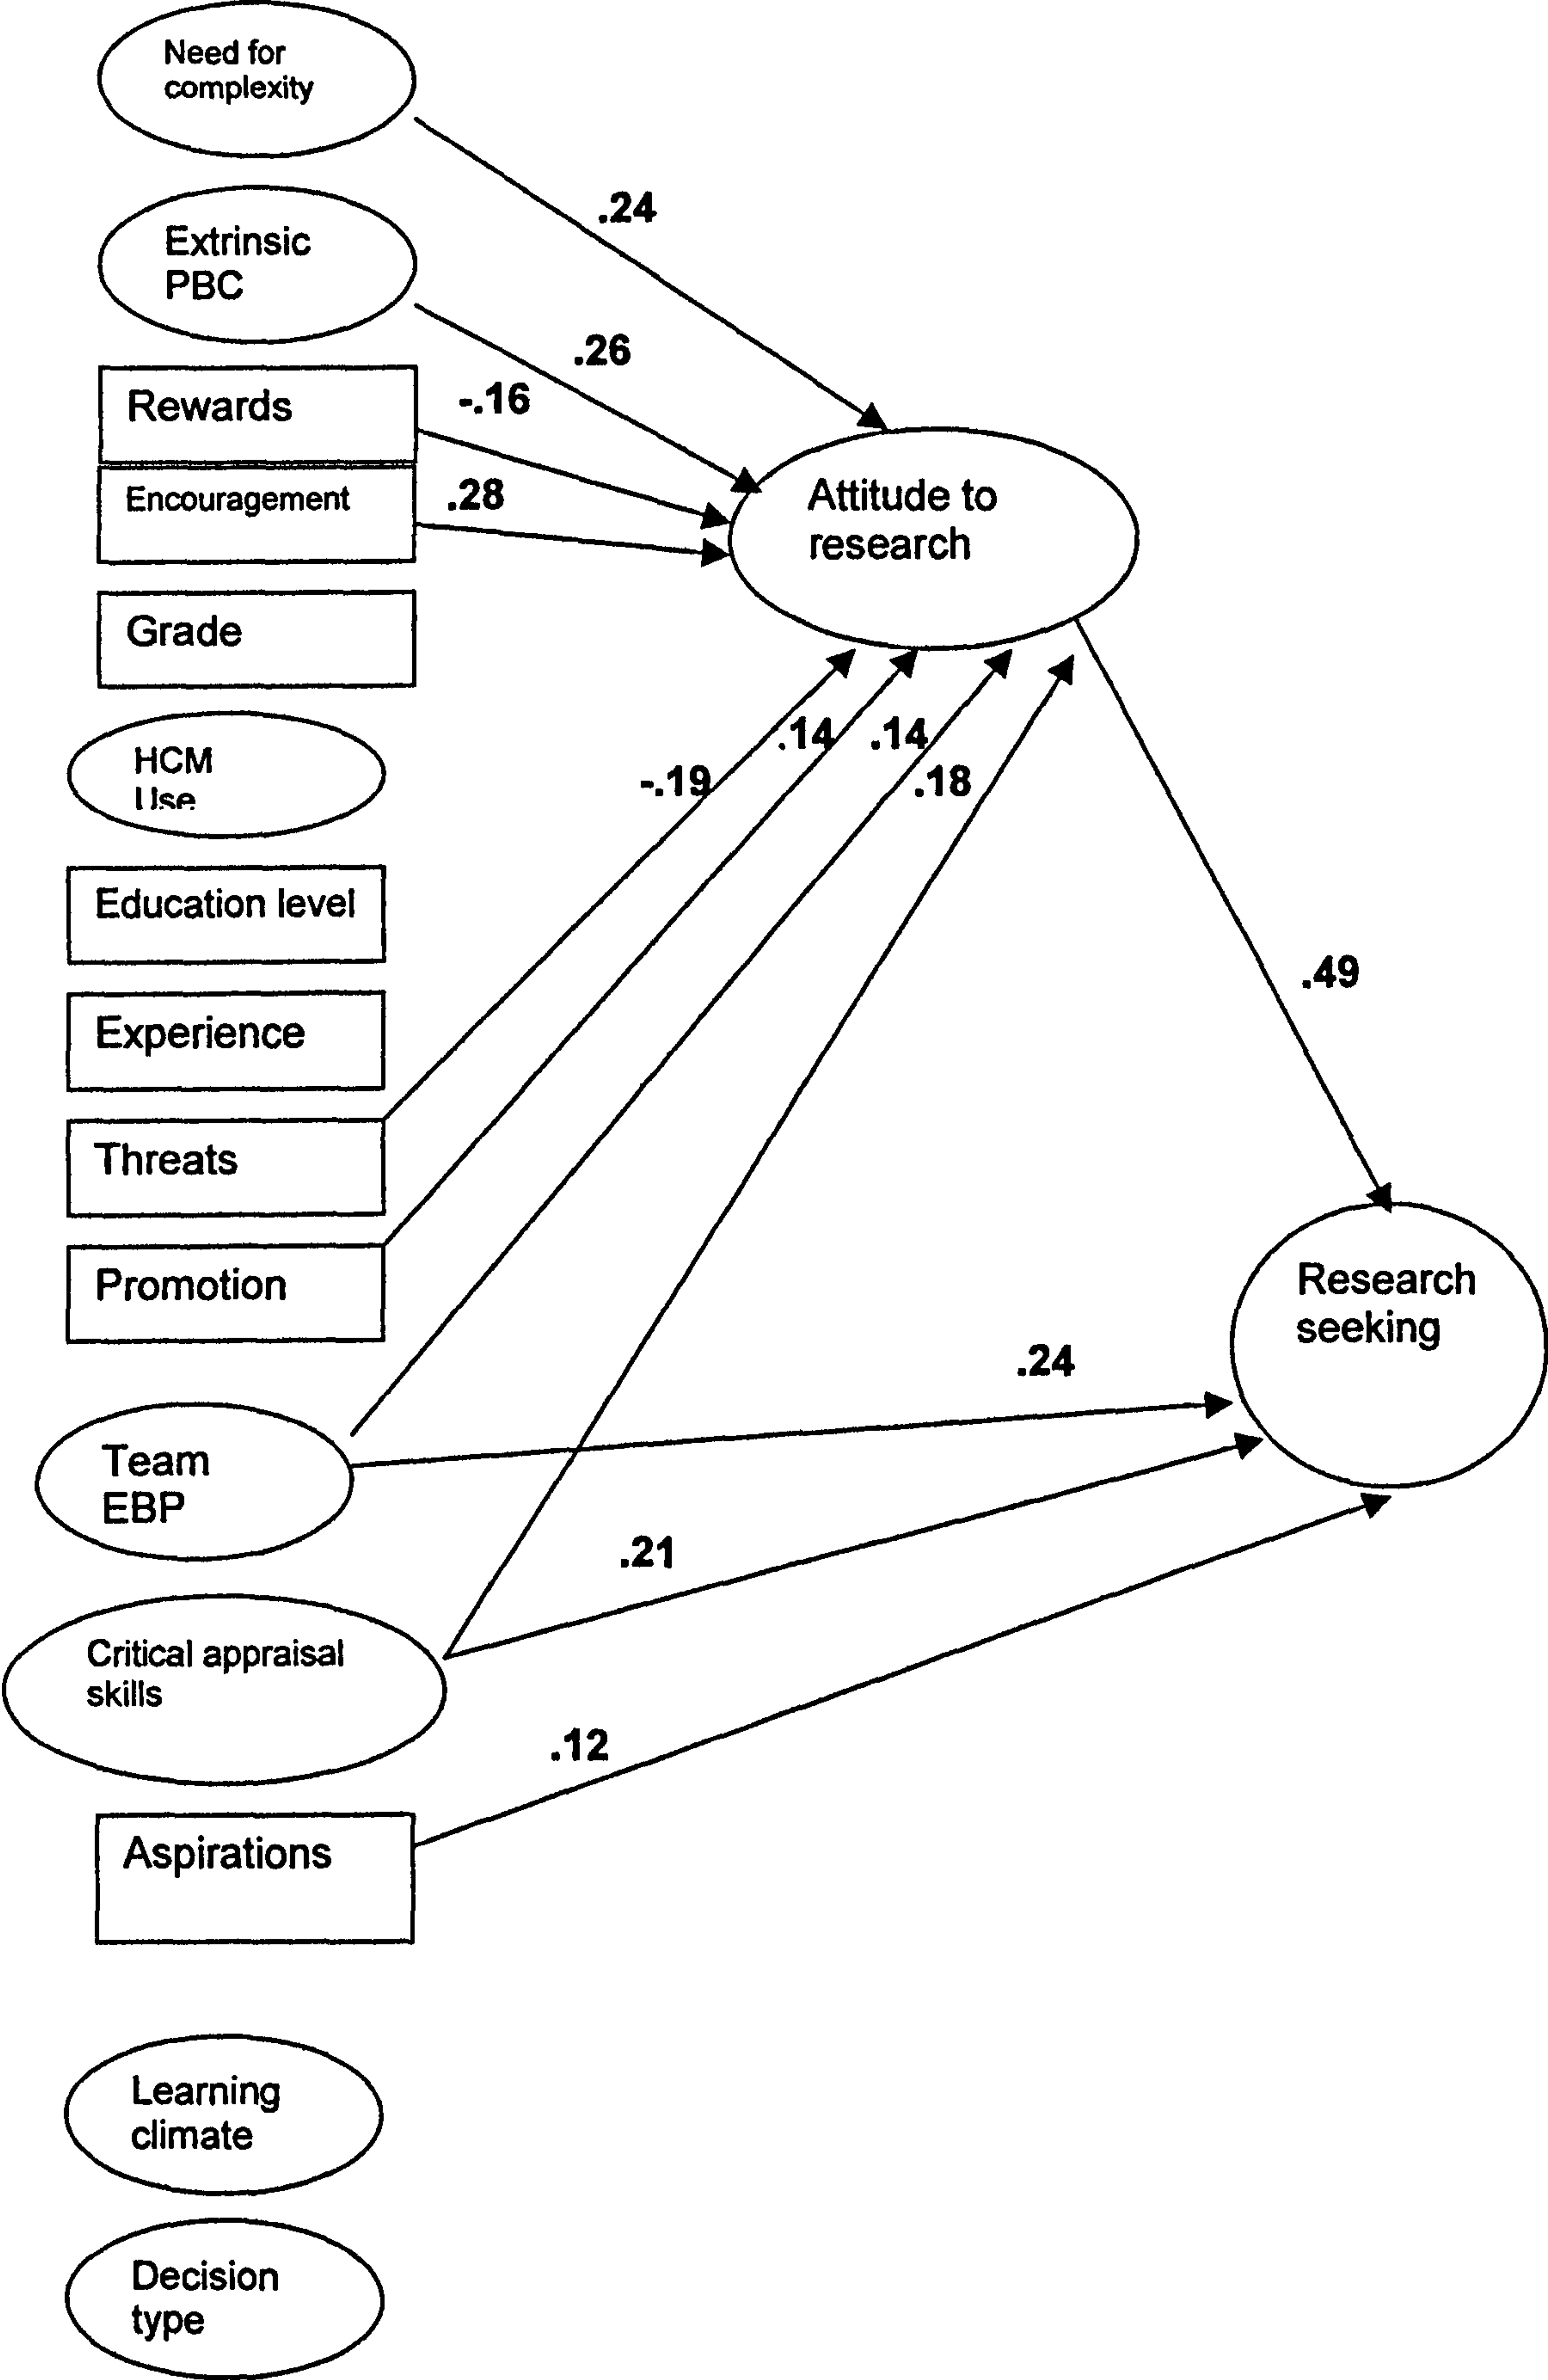 Need for
complexity
.24
Extrinsic
PBC
.26
Rewards
-.16
Encouragement
.28
Attitude to
research
Grade
HCM
Use
-.19
.14
.14
.18
Education level
.49
Experience
Threats
Promotion
Research
seeking
.24
Team
EBP
.21
Critical appraisal
skills
.12
Aspirations
Learning
climate
Decision
type